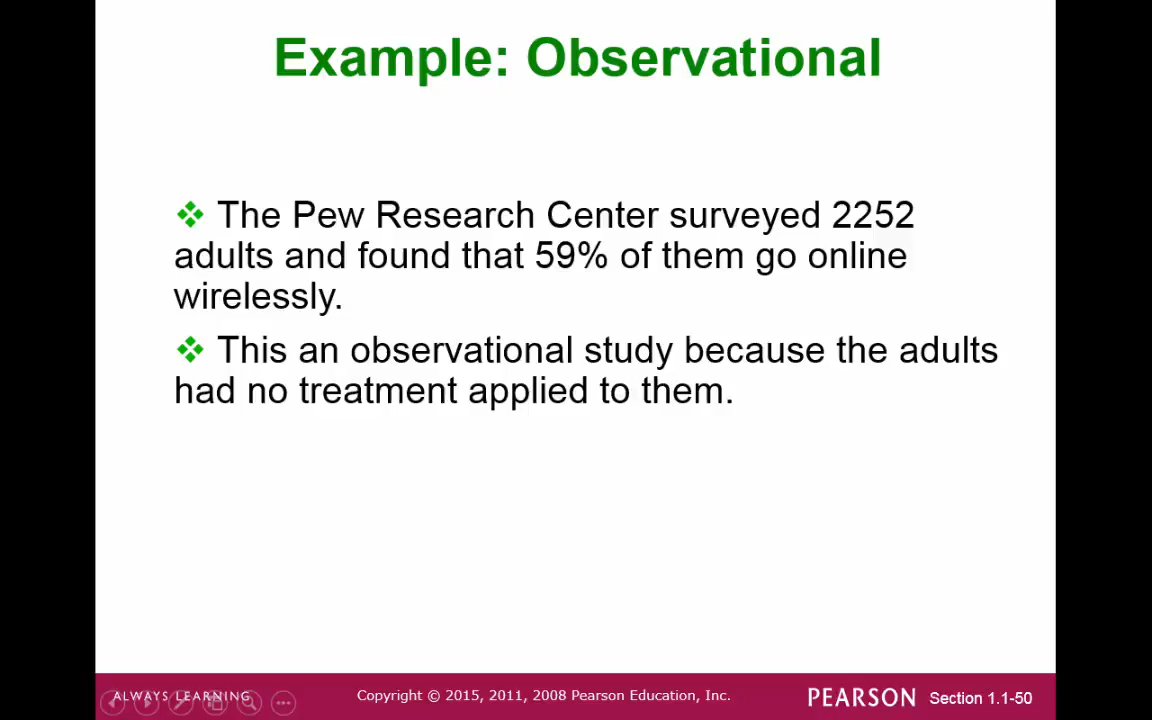 Example: Observational
The Pew Research Center surveyed 2252
adults and found that 59% of them go online
wirelessly.
This an observational study because the adults
had no treatment applied to them.
ALWAYS LEARNING
Copyright © 2015, 2011, 2008 Pearson Education, Inc.
PEARSON
Section 1.1-50